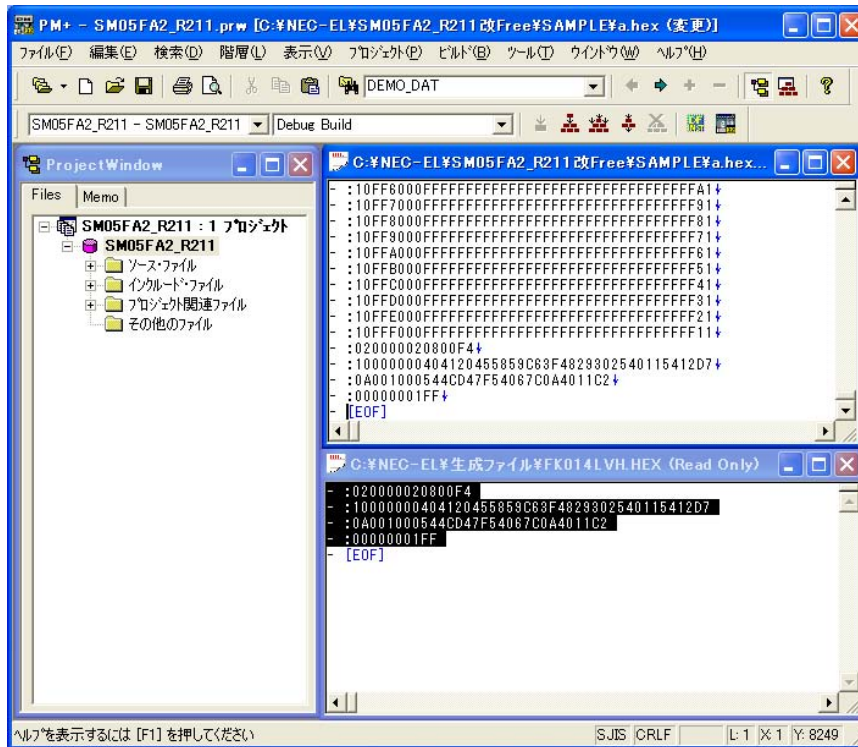 PM+ - SM05FA2_R211.prw [C:¥NEC-EL¥SM05FA2_R211改Free¥SAMPLE¥a.hex (変更)]
ファイル(F) 編集(E) 検索(D) 階層(L) 表示(V) プロジェクト(P) ビルド(B) ツール(T) ウインドウ(W) ヘルプ(H)
DEMO_DAT
SM05FA2_R211 - SM05FA2_R211 Debug Build
ProjectWindow
Files Memo
SM05FA2_R211 : 1 プロジェクト
SM05FA2_R211
ソース・ファイル
インクルード・ファイル
プロジェクト関連ファイル
その他のファイル
C:¥NEC-EL¥SM05FA2_R211改Free¥SAMPLE¥a.hex...
- :10FF6000FFFFFFFFFFFFFFFFFFFFFFFFFFFFFFFFA1↓
- :10FF7000FFFFFFFFFFFFFFFFFFFFFFFFFFFFFFFF91↓
- :10FF8000FFFFFFFFFFFFFFFFFFFFFFFFFFFFFFFF81↓
- :10FF9000FFFFFFFFFFFFFFFFFFFFFFFFFFFFFFFF71↓
- :10FFA000FFFFFFFFFFFFFFFFFFFFFFFFFFFFFFFF61↓
- :10FFB000FFFFFFFFFFFFFFFFFFFFFFFFFFFFFFFF51↓
- :10FFC000FFFFFFFFFFFFFFFFFFFFFFFFFFFFFFFF41↓
- :10FFD000FFFFFFFFFFFFFFFFFFFFFFFFFFFFFFFF31↓
- :10FFE000FFFFFFFFFFFFFFFFFFFFFFFFFFFFFFFF21↓
- :10FFF000FFFFFFFFFFFFFFFFFFFFFFFFFFFFFFFF11↓
- :020000020800F4↓
- :10000000404120455859C63F4829302540115412D7↓
- :0A001000544CD47F54067C0A4011C2↓
- :00000001FF↓
- [EOF]
C:¥NEC-EL¥生成ファイル¥FK014LVH.HEX (Read Only)
- :020000020800F4
- :10000000404120455859C63F4829302540115412D7
- :0A001000544CD47F54067C0A4011C2
- :00000001FF
- [EOF]
ヘルプを表示するには [F1] を押してください SJIS CRLF L: 1 X: 1 Y: 8249